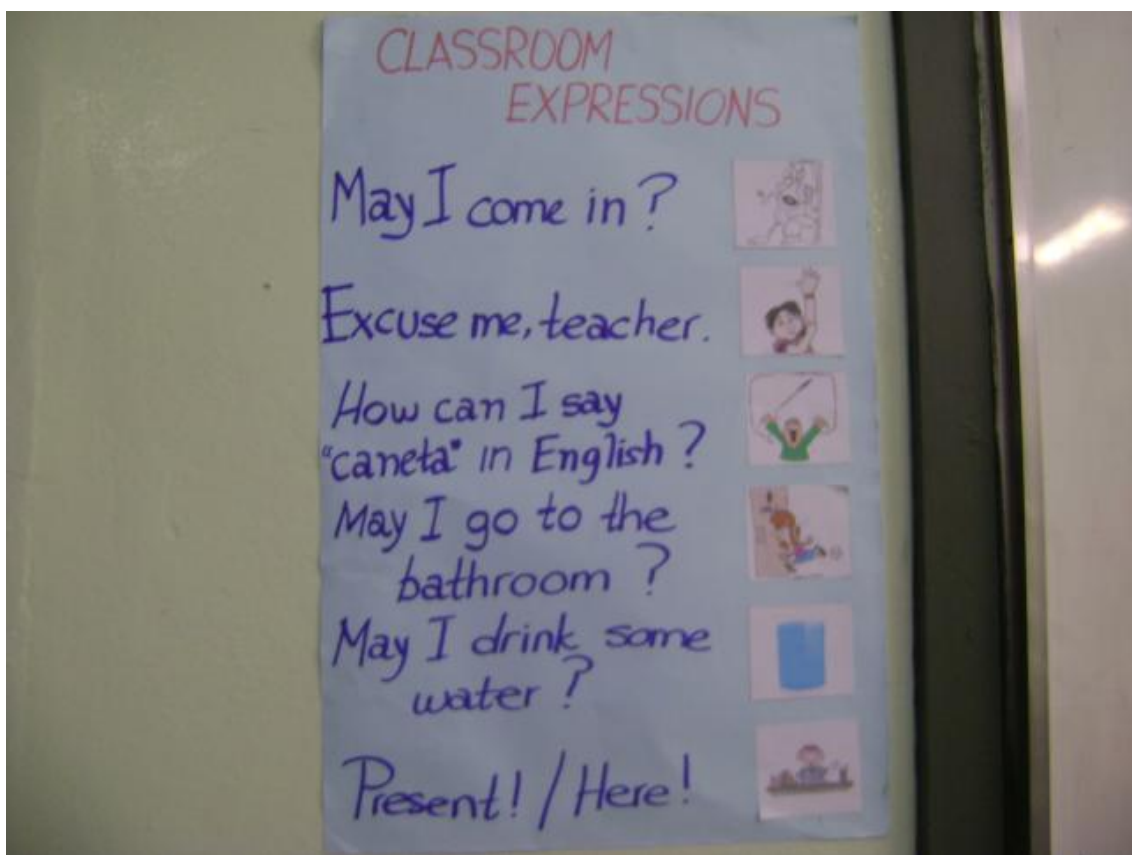 CLASSROOM
EXPRESSIONS
May I come in?
Excuse me, teacher.
How can I say
"caneta" in English?
May I go to the
bathroom?
May I drink some
water?
Present! / Here!